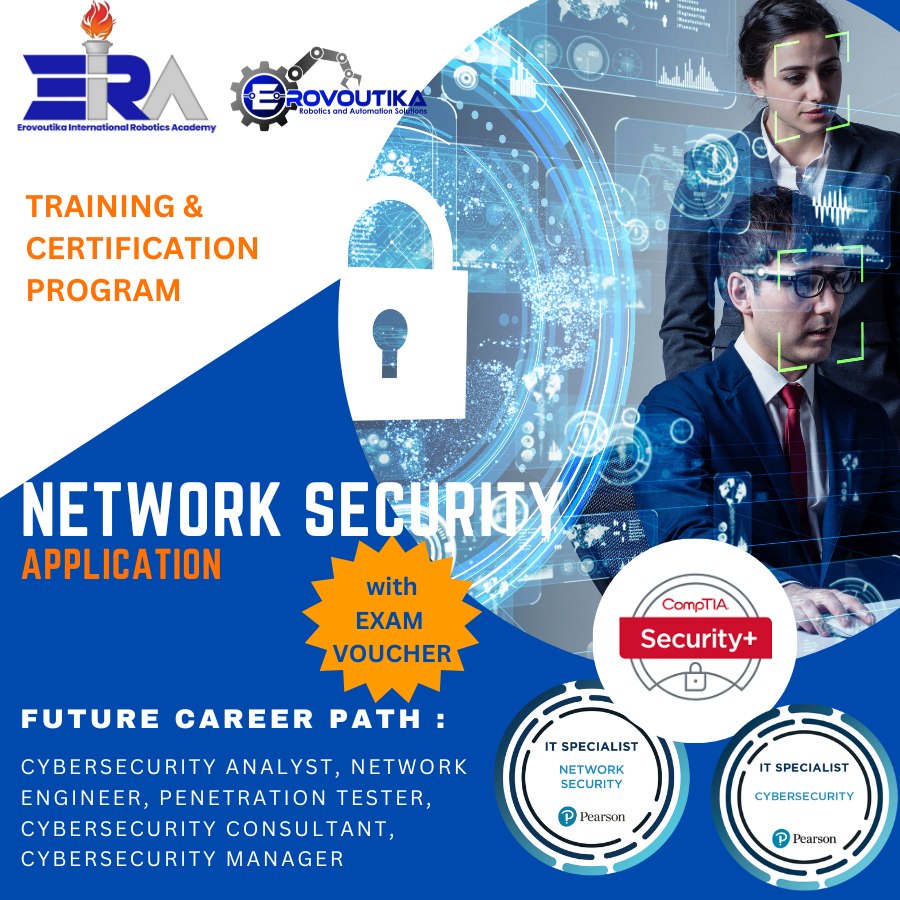 ERA
Erovoutika International Robotics Academy
EROVOUTIKA
Robotics and Automation Solutions
TRAINING &
CERTIFICATION
PROGRAM
NETWORK SECURITY
APPLICATION
with
EXAM
VOUCHER
CompTIA.
Security+
FUTURE CAREER PATH :
CYBERSECURITY ANALYST, NETWORK
ENGINEER, PENETRATION TESTER,
CYBERSECURITY CONSULTANT,
CYBERSECURITY MANAGER
IT SPECIALIST
NETWORK
SECURITY
Pearson
IT SPECIALIST
CYBERSECURITY
Pearson